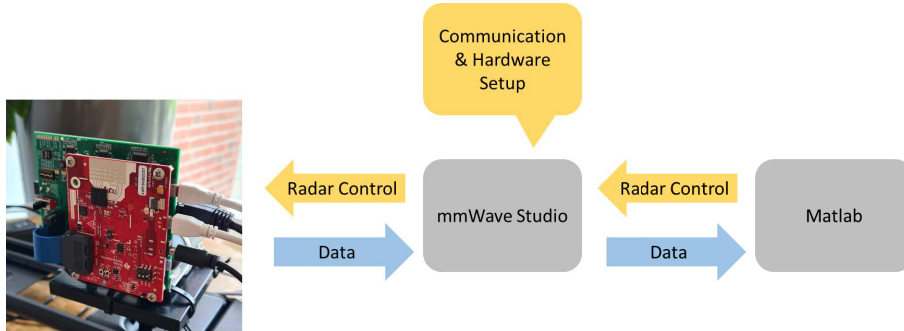 Communication
& Hardware
Setup
Radar Control
Data
mmWave Studio
Radar Control
Data
Matlab